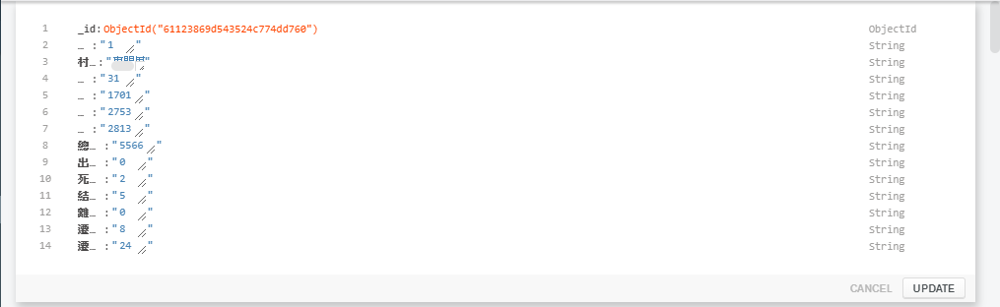 1 _id:ObjectId("61123869d543524c774dd760") ObjectId
2 _ :"1 " String
3 村_ :" " String
4 _ :"31 " String
5 _ :"1701 " String
6 _ :"2753 " String
7 _ :"2813 " String
8 總_ :"5566 " String
9 出_ :"0 " String
10 死_ :"2 " String
11 結_ :"5 " String
12 離_ :"0 " String
13 遷_ :"8 " String
14 遷_ :"24 " String
CANCEL UPDATE